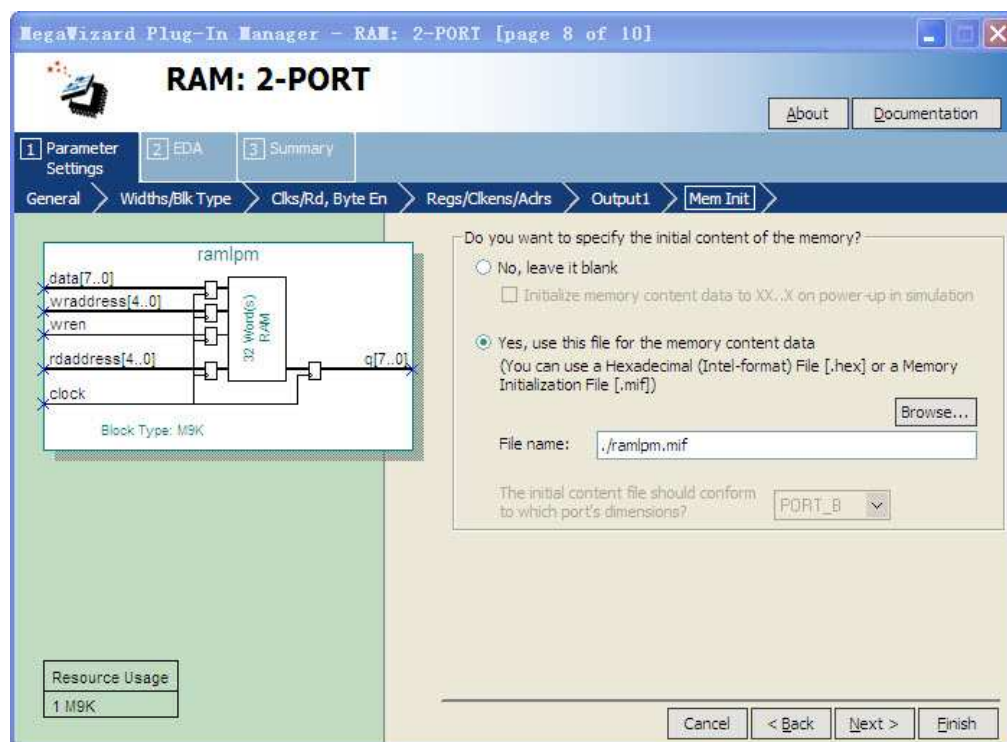 MegaWizard Plug-In Manager - RAM: 2-PORT [page 8 of 10]
RAM: 2-PORT
About
Documentation
1 Parameter Settings
2 EDA
3 Summary
General
Widths/Blk Type
Clks/Rd, Byte En
Regs/Clkens/Aclrs
Output1
Mem Init
ramlpm
data[7..0]
wraddress[4..0]
wren
rdaddress[4..0]
clock
32 Word(s)
RAM
q[7..0]
Block Type: M9K
Resource Usage
1 M9K
Do you want to specify the initial content of the memory?
No, leave it blank
Initialize memory content data to XX..X on power-up in simulation
Yes, use this file for the memory content data
(You can use a Hexadecimal (Intel-format) File [.hex] or a Memory
Initialization File [.mif])
Browse...
File name:
./ramlpm.mif
The initial content file should conform
to which port's dimensions?
PORT_B
Cancel
< Back
Next >
Finish